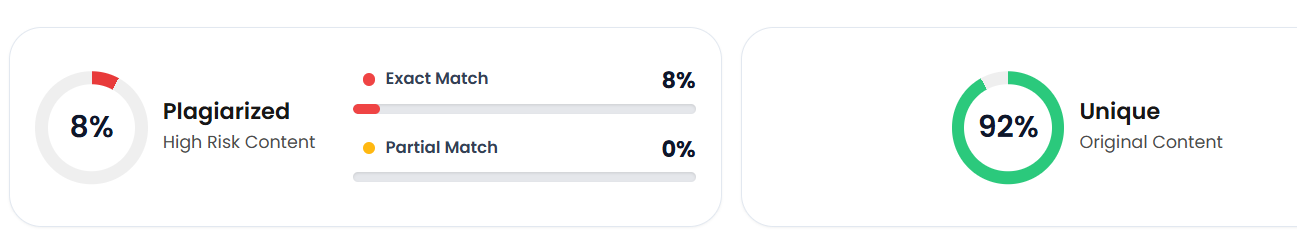 8%
Plagiarized
High Risk Content
Exact Match 8%
Partial Match 0%
92%
Unique
Original Content